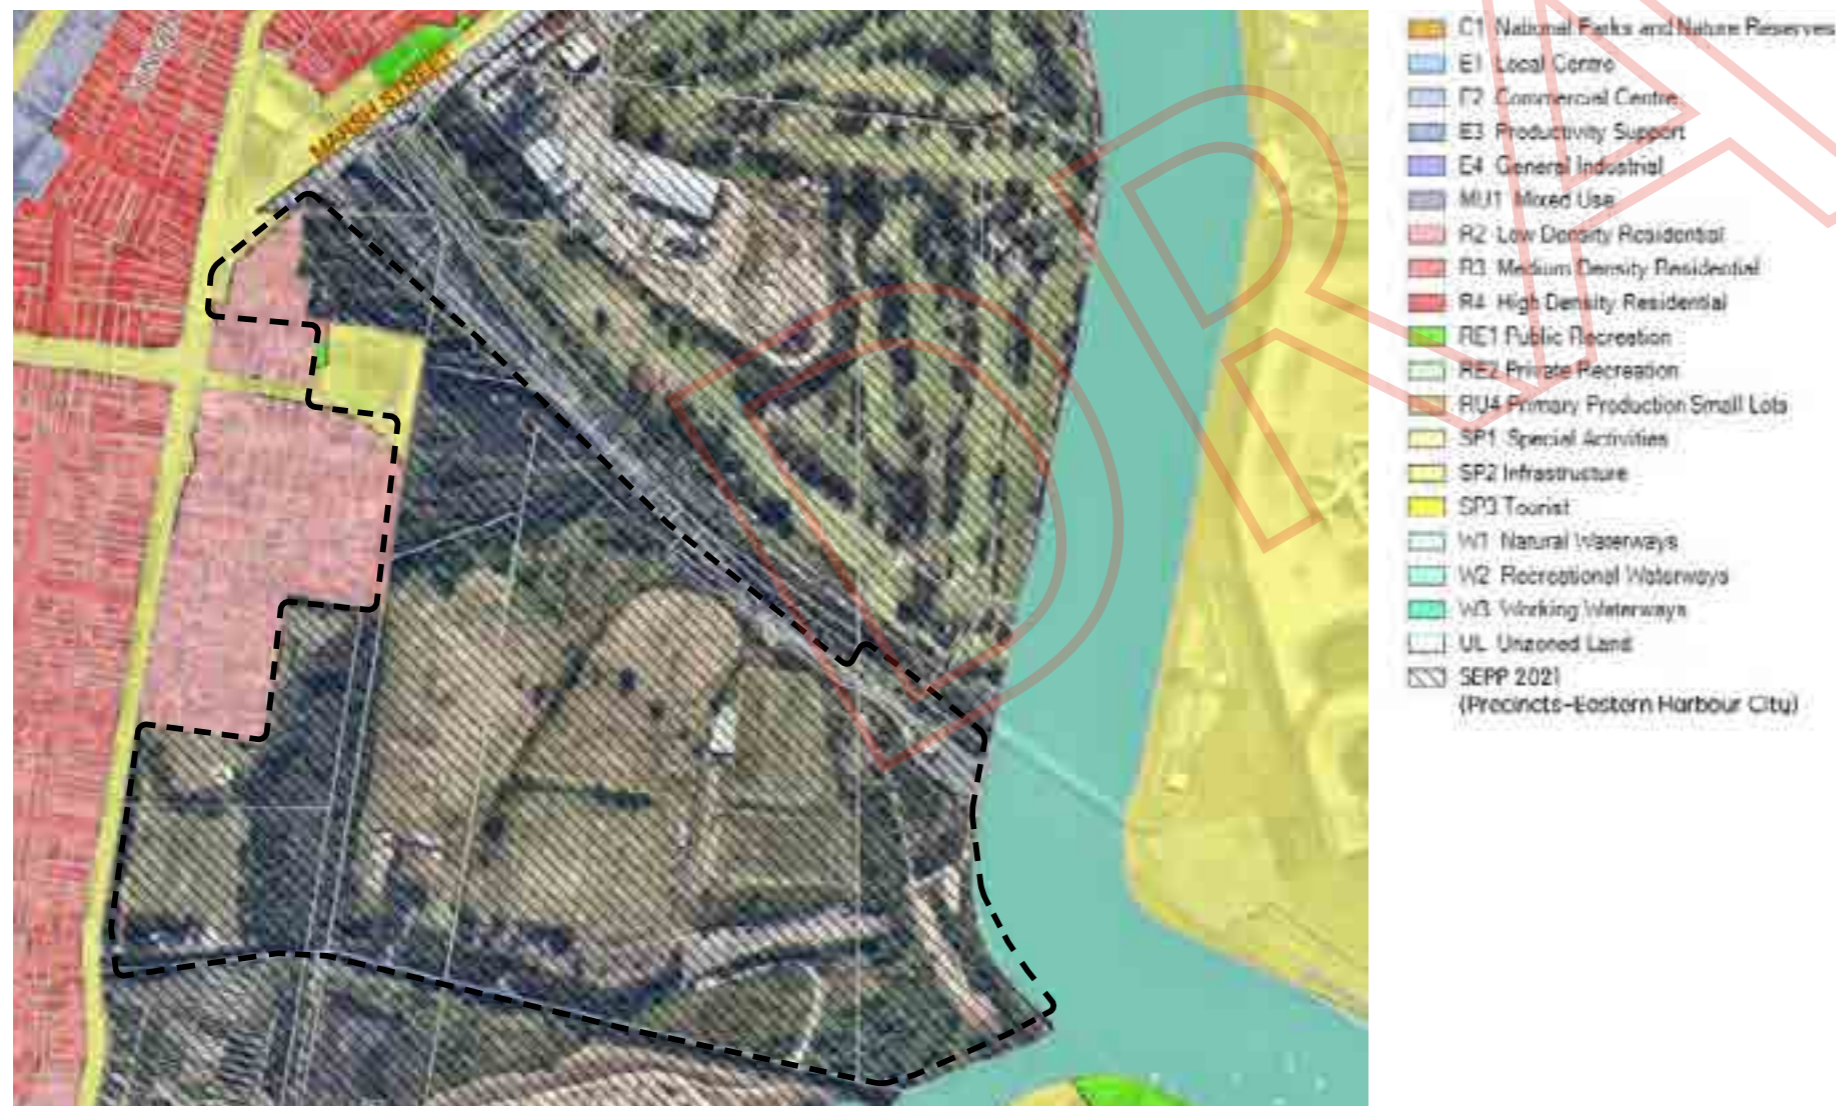 MARSH STREET
C1 National Parks and Nature Reserves
E1 Local Centre
E2 Commercial Centre
E3 Productivity Support
E4 General Industrial
MU1 Mixed Use
R2 Low Density Residential
R3 Medium Density Residential
R4 High Density Residential
RE1 Public Recreation
RE2 Private Recreation
RU4 Primary Production Small Lots
SP1 Special Activities
SP2 Infrastructure
SP3 Tourist
W1 Natural Waterways
W2 Recreational Waterways
W3 Working Waterways
UL Unzoned Land
SEPP 2021
(Precincts-Eastern Harbour City)
DRA